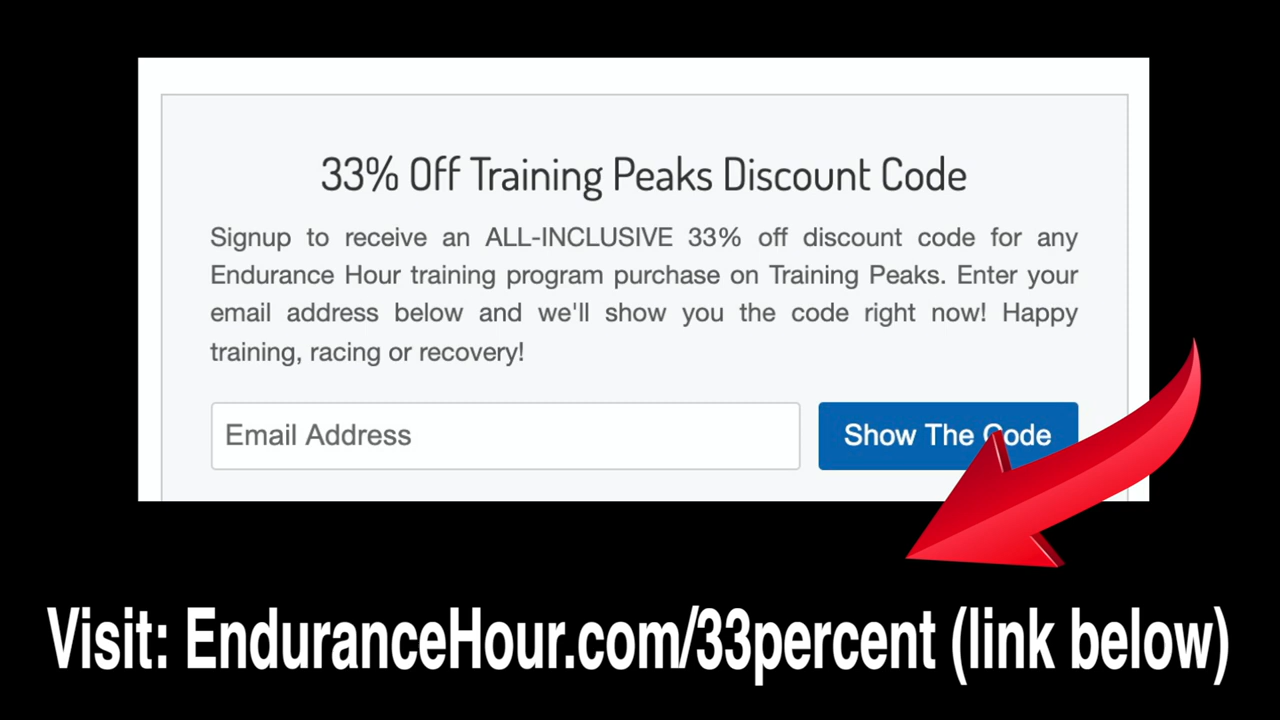 33% Off Training Peaks Discount Code
Signup to receive an ALL-INCLUSIVE 33% off discount code for any
Endurance Hour training program purchase on Training Peaks. Enter your
email address below and we'll show you the code right now! Happy
training, racing or recovery!
Email Address
Show The Code
Visit: EnduranceHour.com/33percent (link below)